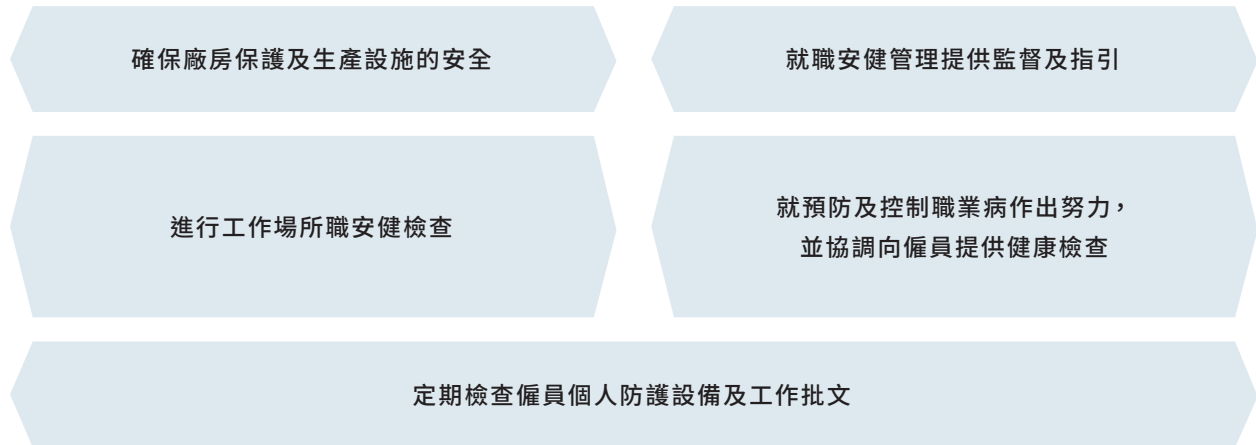 確保廠房保護及生產設施的安全
就職安健管理提供監督及指引
進行工作場所職安健檢查
就預防及控制職業病作出努力，
並協調向僱員提供健康檢查
定期檢查僱員個人防護設備及工作批文